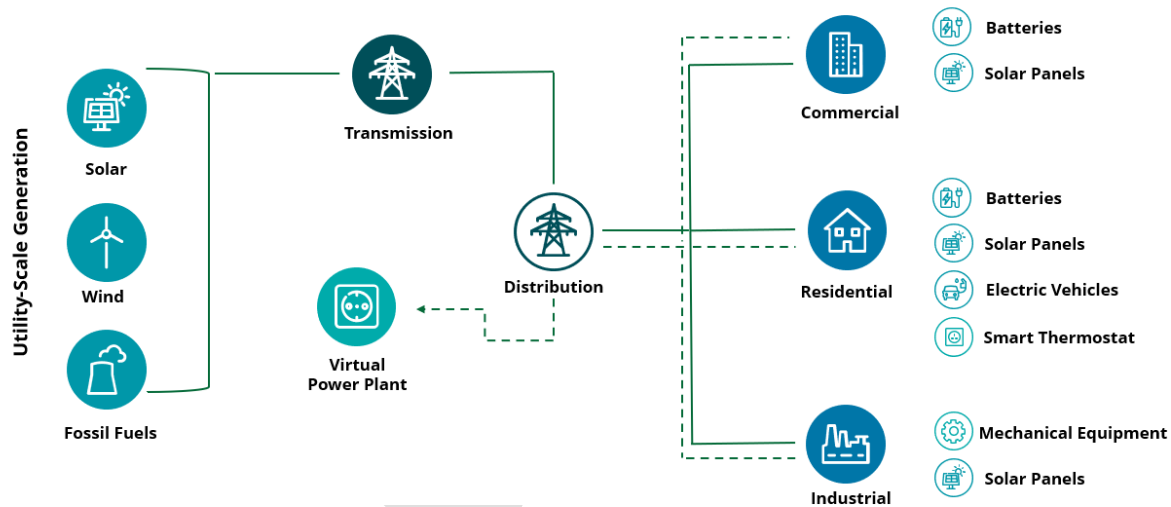 Utility-Scale Generation
Solar
Wind
Fossil Fuels
Transmission
Distribution
Virtual
Power Plant
Commercial
Batteries
Solar Panels
Residential
Batteries
Solar Panels
Electric Vehicles
Smart Thermostat
Industrial
Mechanical Equipment
Solar Panels